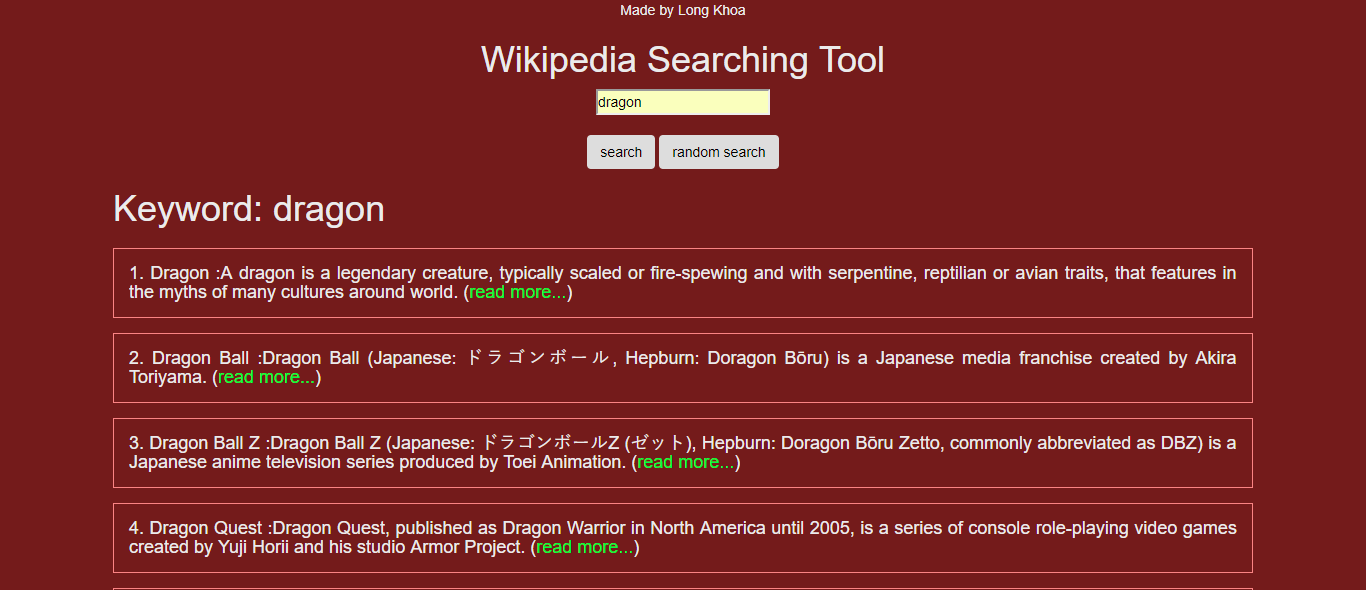 Made by Long Khoa
Wikipedia Searching Tool
dragon
search random search
Keyword: dragon
1. Dragon :A dragon is a legendary creature, typically scaled or fire-spewing and with serpentine, reptilian or avian traits, that features in
the myths of many cultures around world. (read more...)
2. Dragon Ball :Dragon Ball (Japanese: ドラゴンボール, Hepburn: Doragon Bōru) is a Japanese media franchise created by Akira
Toriyama. (read more...)
3. Dragon Ball Z :Dragon Ball Z (Japanese: ドラゴンボールZ (ゼット), Hepburn: Doragon Bōru Zetto, commonly abbreviated as DBZ) is a
Japanese anime television series produced by Toei Animation. (read more...)
4. Dragon Quest :Dragon Quest, published as Dragon Warrior in North America until 2005, is a series of console role-playing video games
created by Yuji Horii and his studio Armor Project. (read more...)